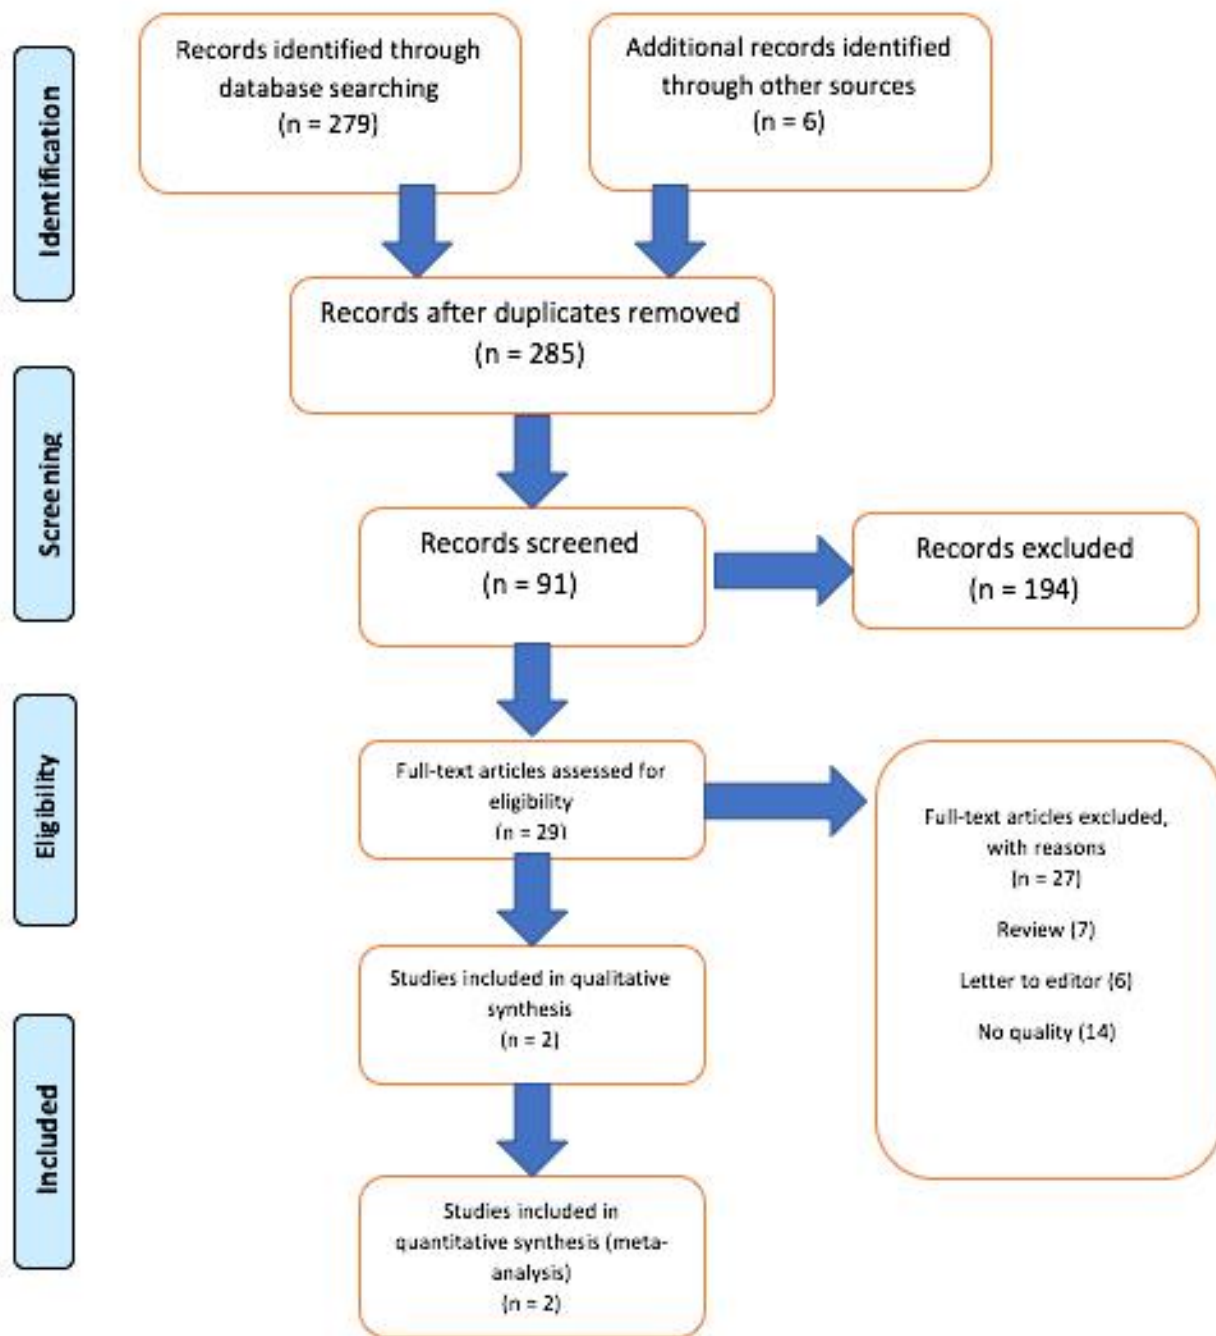 Identification
Records identified through
database searching
(n = 279)
Additional records identified
through other sources
(n = 6)
Records after duplicates removed
(n = 285)
Screening
Records screened
(n = 91)
Records excluded
(n = 194)
Eligibility
Full-text articles assessed for
eligibility
(n = 29)
Full-text articles excluded,
with reasons
(n = 27)
Review (7)
Letter to editor (6)
No quality (14)
Included
Studies included in qualitative
synthesis
(n = 2)
Studies included in
quantitative synthesis (meta-
analysis)
(n = 2)